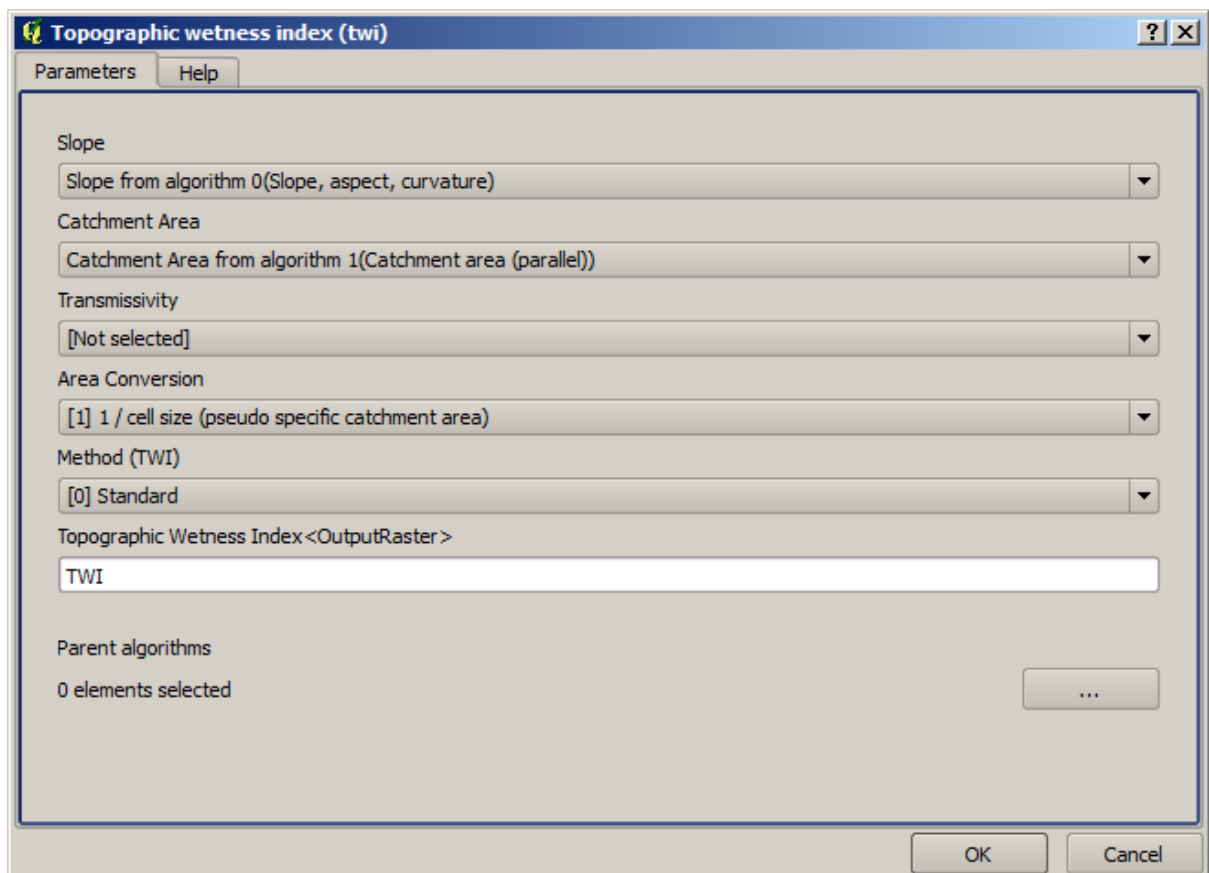 Topographic wetness index (twi)
Parameters Help
Slope
Slope from algorithm 0(Slope, aspect, curvature)
Catchment Area
Catchment Area from algorithm 1(Catchment area (parallel))
Transmissivity
[Not selected]
Area Conversion
[1] 1 / cell size (pseudo specific catchment area)
Method (TWI)
[0] Standard
Topographic Wetness Index<OutputRaster>
TWI
Parent algorithms
0 elements selected ...
OK Cancel